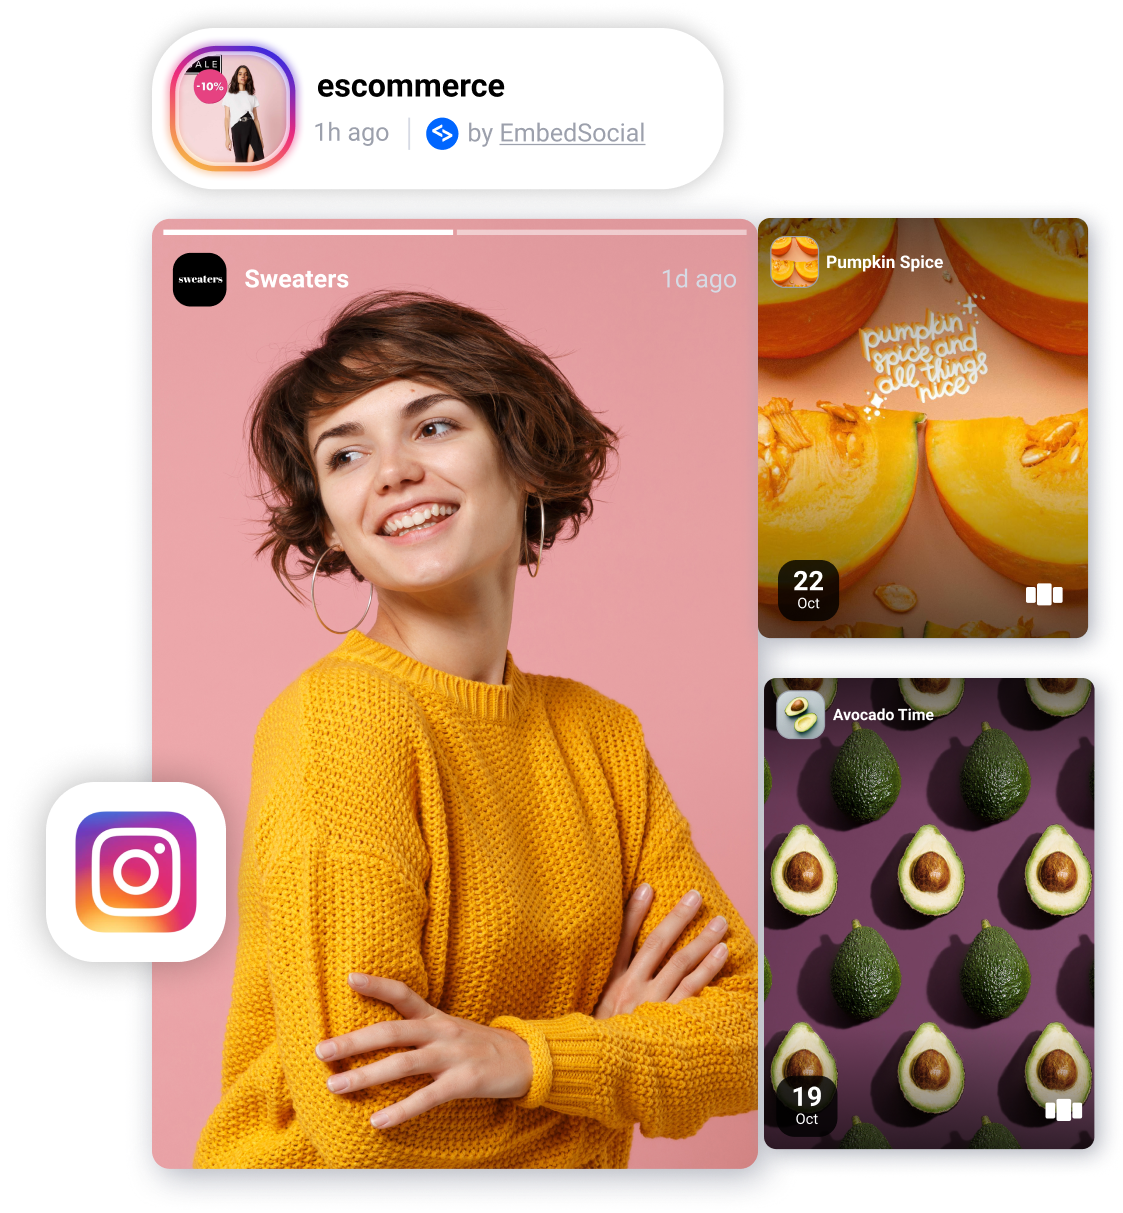 ALE
-10%
escommerce
1h ago
by EmbedSocial
sweaters
Sweaters
1d ago
Pumpkin Spice
pumpkin
spice and
all things
nice
22
Oct
Avocado Time
19
Oct